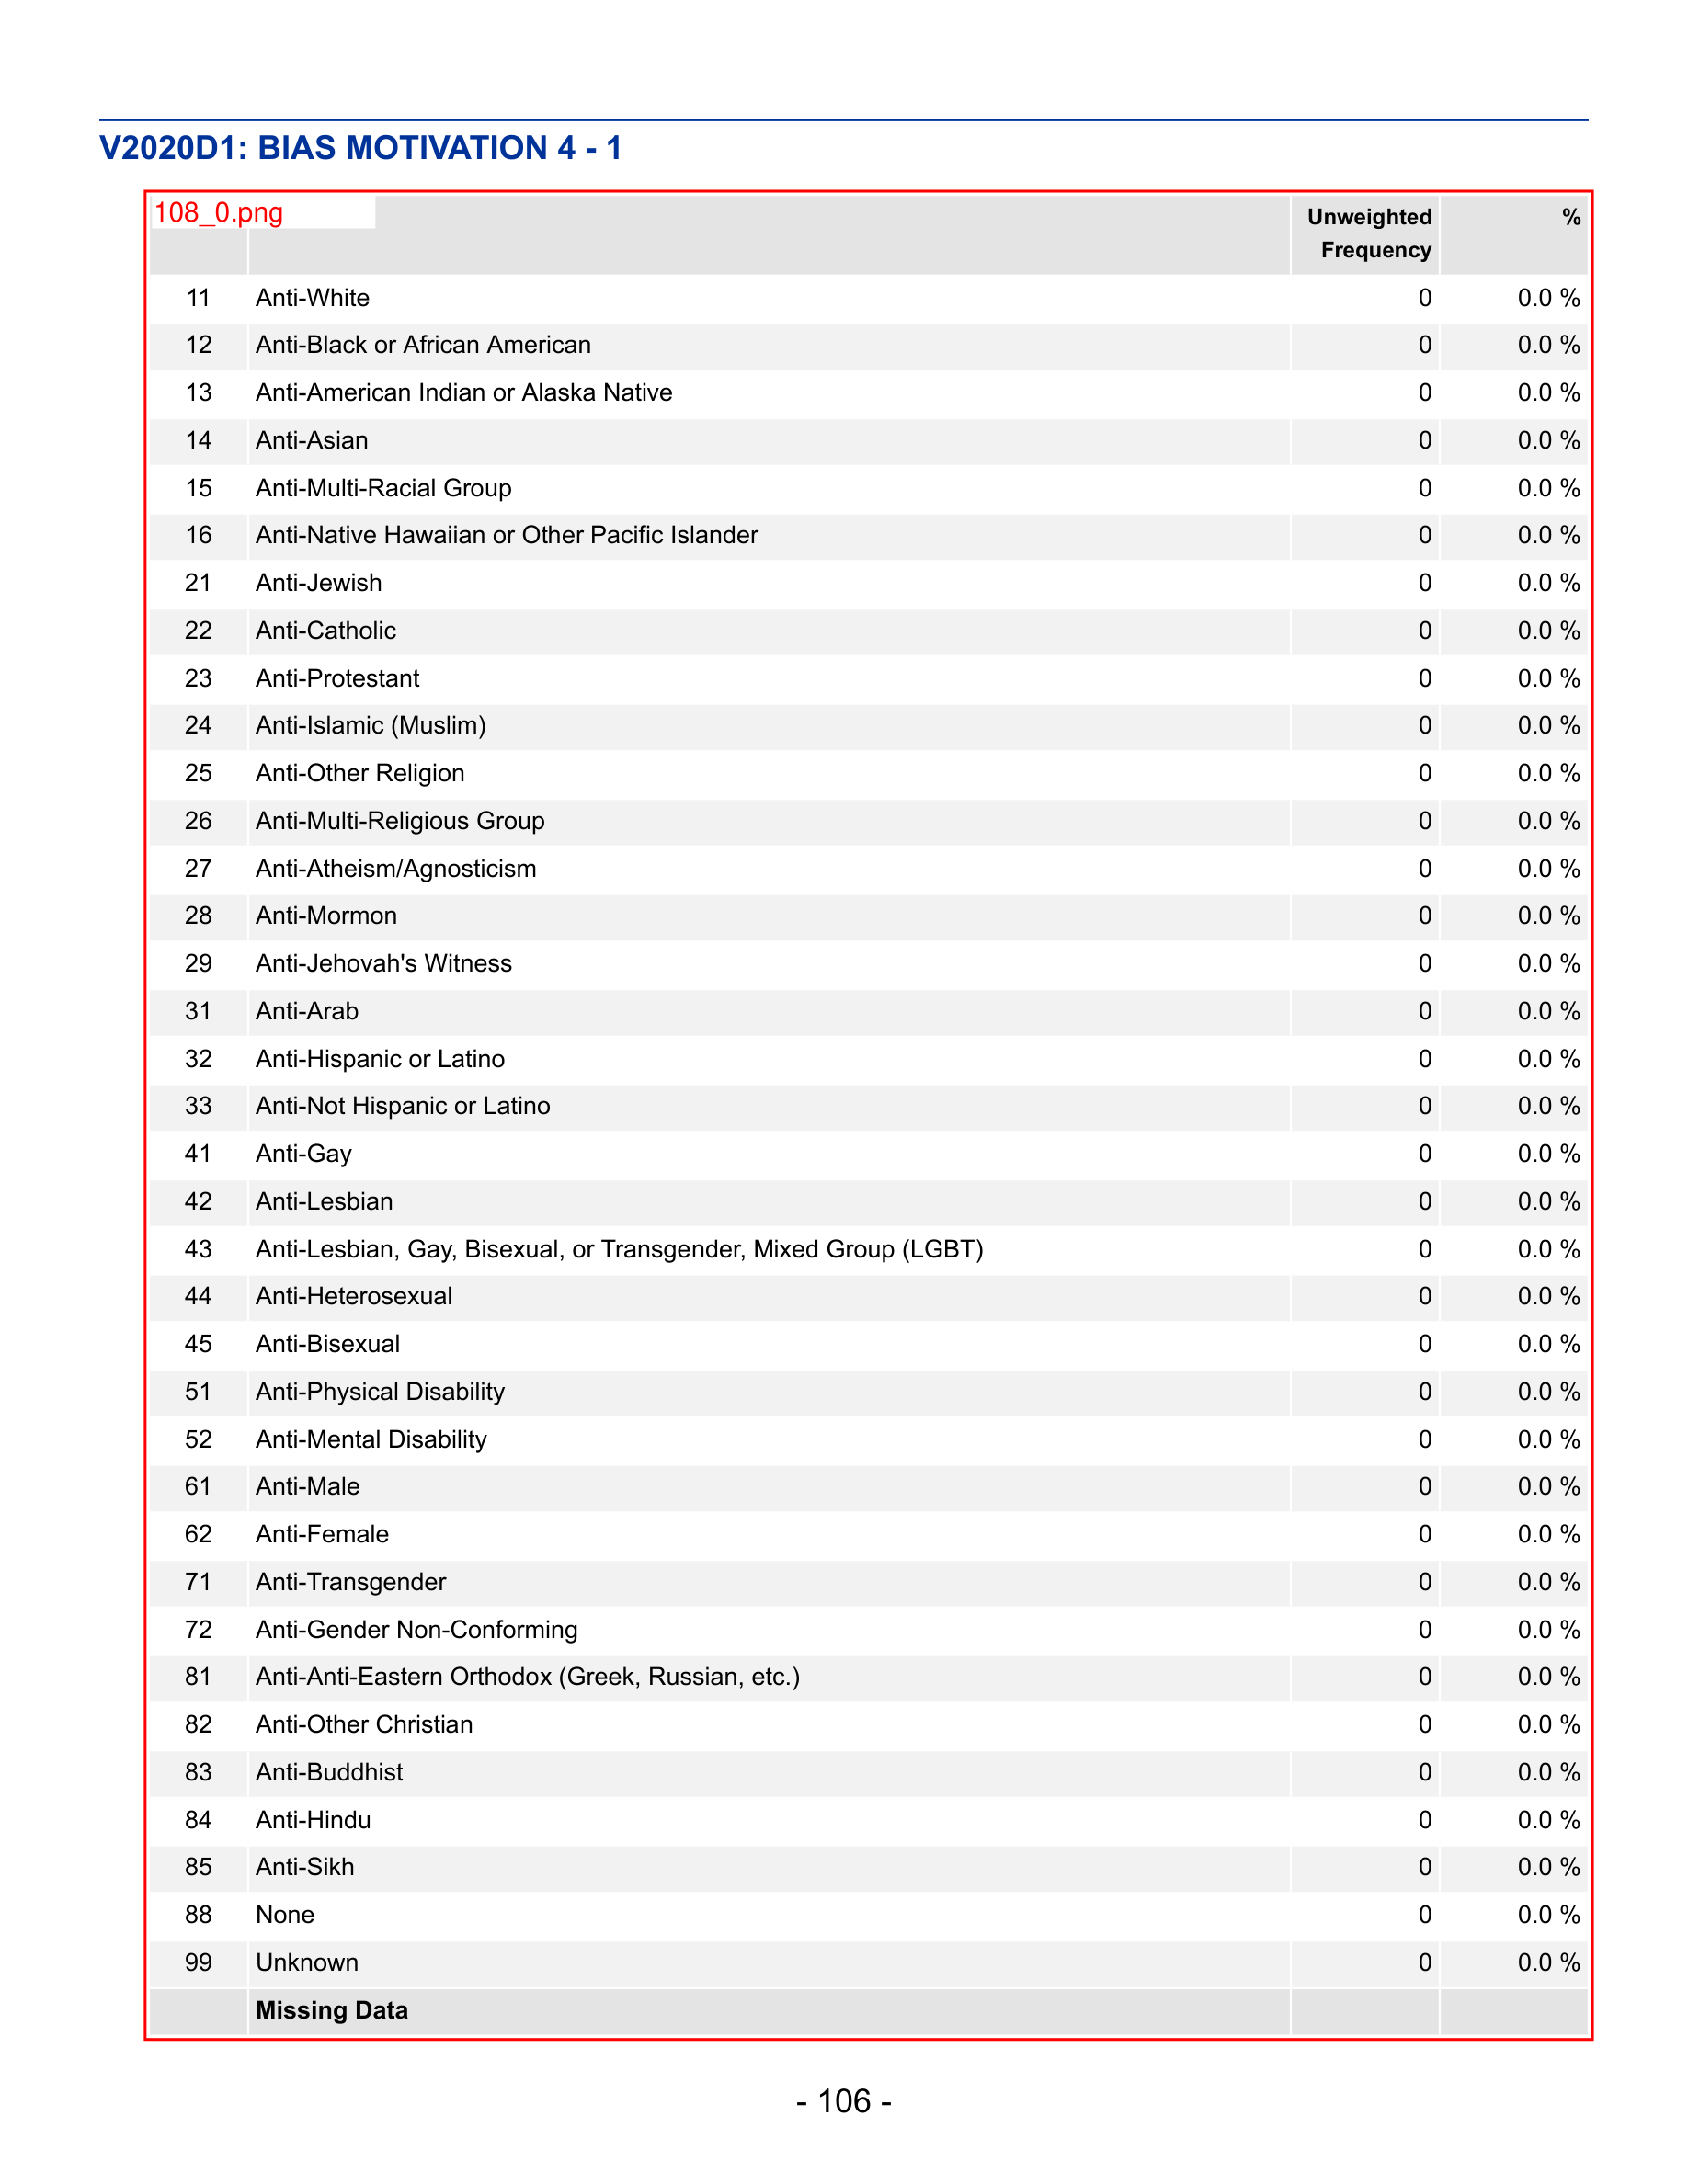 V2020D1: BIAS MOTIVATION 4 - 1
108_0.png
Unweighted Frequency %
11 Anti-White 0 0.0 %
12 Anti-Black or African American 0 0.0 %
13 Anti-American Indian or Alaska Native 0 0.0 %
14 Anti-Asian 0 0.0 %
15 Anti-Multi-Racial Group 0 0.0 %
16 Anti-Native Hawaiian or Other Pacific Islander 0 0.0 %
21 Anti-Jewish 0 0.0 %
22 Anti-Catholic 0 0.0 %
23 Anti-Protestant 0 0.0 %
24 Anti-Islamic (Muslim) 0 0.0 %
25 Anti-Other Religion 0 0.0 %
26 Anti-Multi-Religious Group 0 0.0 %
27 Anti-Atheism/Agnosticism 0 0.0 %
28 Anti-Mormon 0 0.0 %
29 Anti-Jehovah's Witness 0 0.0 %
31 Anti-Arab 0 0.0 %
32 Anti-Hispanic or Latino 0 0.0 %
33 Anti-Not Hispanic or Latino 0 0.0 %
41 Anti-Gay 0 0.0 %
42 Anti-Lesbian 0 0.0 %
43 Anti-Lesbian, Gay, Bisexual, or Transgender, Mixed Group (LGBT) 0 0.0 %
44 Anti-Heterosexual 0 0.0 %
45 Anti-Bisexual 0 0.0 %
51 Anti-Physical Disability 0 0.0 %
52 Anti-Mental Disability 0 0.0 %
61 Anti-Male 0 0.0 %
62 Anti-Female 0 0.0 %
71 Anti-Transgender 0 0.0 %
72 Anti-Gender Non-Conforming 0 0.0 %
81 Anti-Anti-Eastern Orthodox (Greek, Russian, etc.) 0 0.0 %
82 Anti-Other Christian 0 0.0 %
83 Anti-Buddhist 0 0.0 %
84 Anti-Hindu 0 0.0 %
85 Anti-Sikh 0 0.0 %
88 None 0 0.0 %
99 Unknown 0 0.0 %
Missing Data
- 106 -